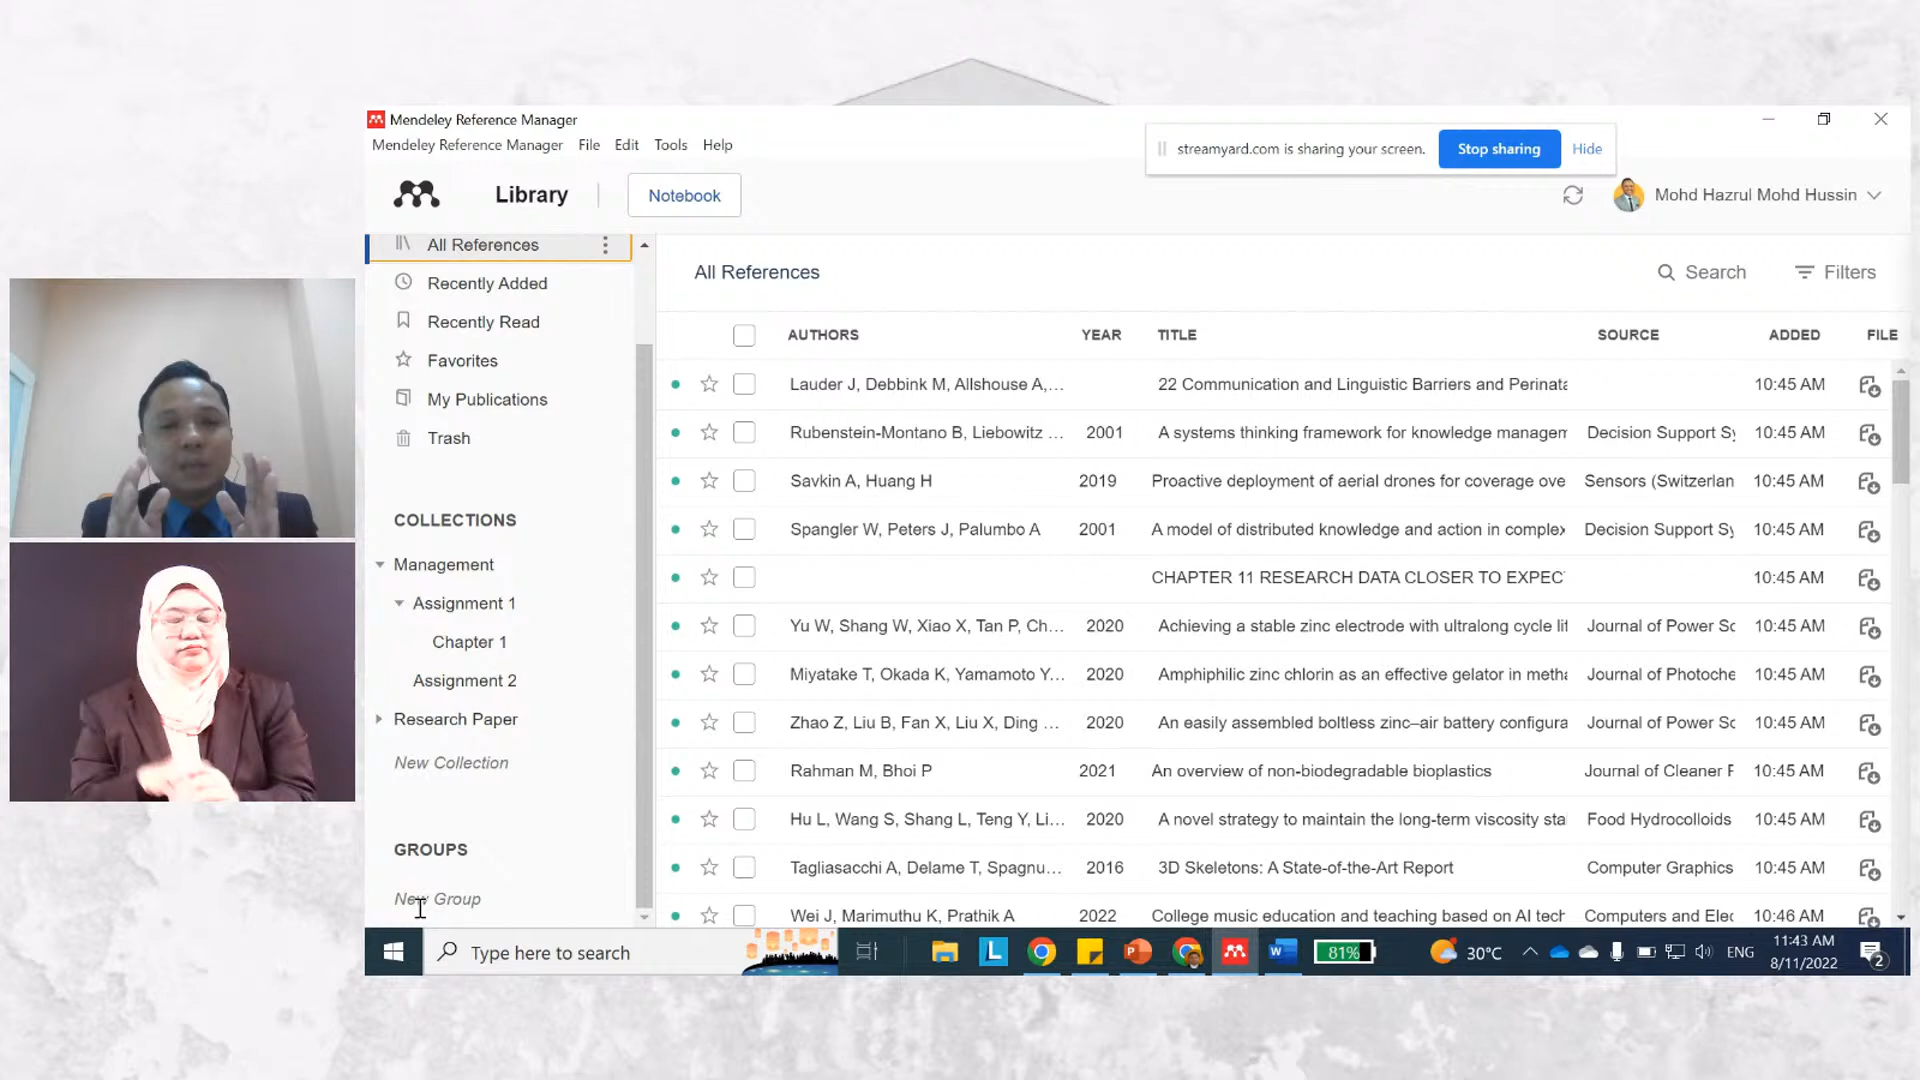 Mendeley Reference Manager
Mendeley Reference Manager File Edit Tools Help
streamyard.com is sharing your screen. Stop sharing Hide
Library Notebook
Mohd Hazrul Mohd Hussin
All References
Recently Added
Recently Read
Favorites
My Publications
Trash
COLLECTIONS
Management
Assignment 1
Chapter 1
Assignment 2
Research Paper
New Collection
GROUPS
New Group
All References Search Filters
AUTHORS YEAR TITLE SOURCE ADDED FILE
Lauder J, Debbink M, Allshouse A,... 22 Communication and Linguistic Barriers and Perinata 10:45 AM
Rubenstein-Montano B, Liebowitz ... 2001 A systems thinking framework for knowledge managem Decision Support Sy 10:45 AM
Savkin A, Huang H 2019 Proactive deployment of aerial drones for coverage ove Sensors (Switzerlan 10:45 AM
Spangler W, Peters J, Palumbo A 2001 A model of distributed knowledge and action in complex Decision Support Sy 10:45 AM
CHAPTER 11 RESEARCH DATA CLOSER TO EXPEC 10:45 AM
Yu W, Shang W, Xiao X, Tan P, Ch... 2020 Achieving a stable zinc electrode with ultralong cycle lif Journal of Power Sc 10:45 AM
Miyatake T, Okada K, Yamamoto Y... 2020 Amphiphilic zinc chlorin as an effective gelator in metha Journal of Photoche 10:45 AM
Zhao Z, Liu B, Fan X, Liu X, Ding ... 2020 An easily assembled boltless zinc–air battery configura Journal of Power Sc 10:45 AM
Rahman M, Bhoi P 2021 An overview of non-biodegradable bioplastics Journal of Cleaner F 10:45 AM
Hu L, Wang S, Shang L, Teng Y, Li... 2020 A novel strategy to maintain the long-term viscosity sta Food Hydrocolloids 10:45 AM
Tagliasacchi A, Delame T, Spagnu... 2016 3D Skeletons: A State-of-the-Art Report Computer Graphics 10:45 AM
Wei J, Marimuthu K, Prathik A 2022 College music education and teaching based on AI tech Computers and Elec 10:46 AM
Type here to search
L
81%
30°C
ENG
11:43 AM
8/11/2022
2